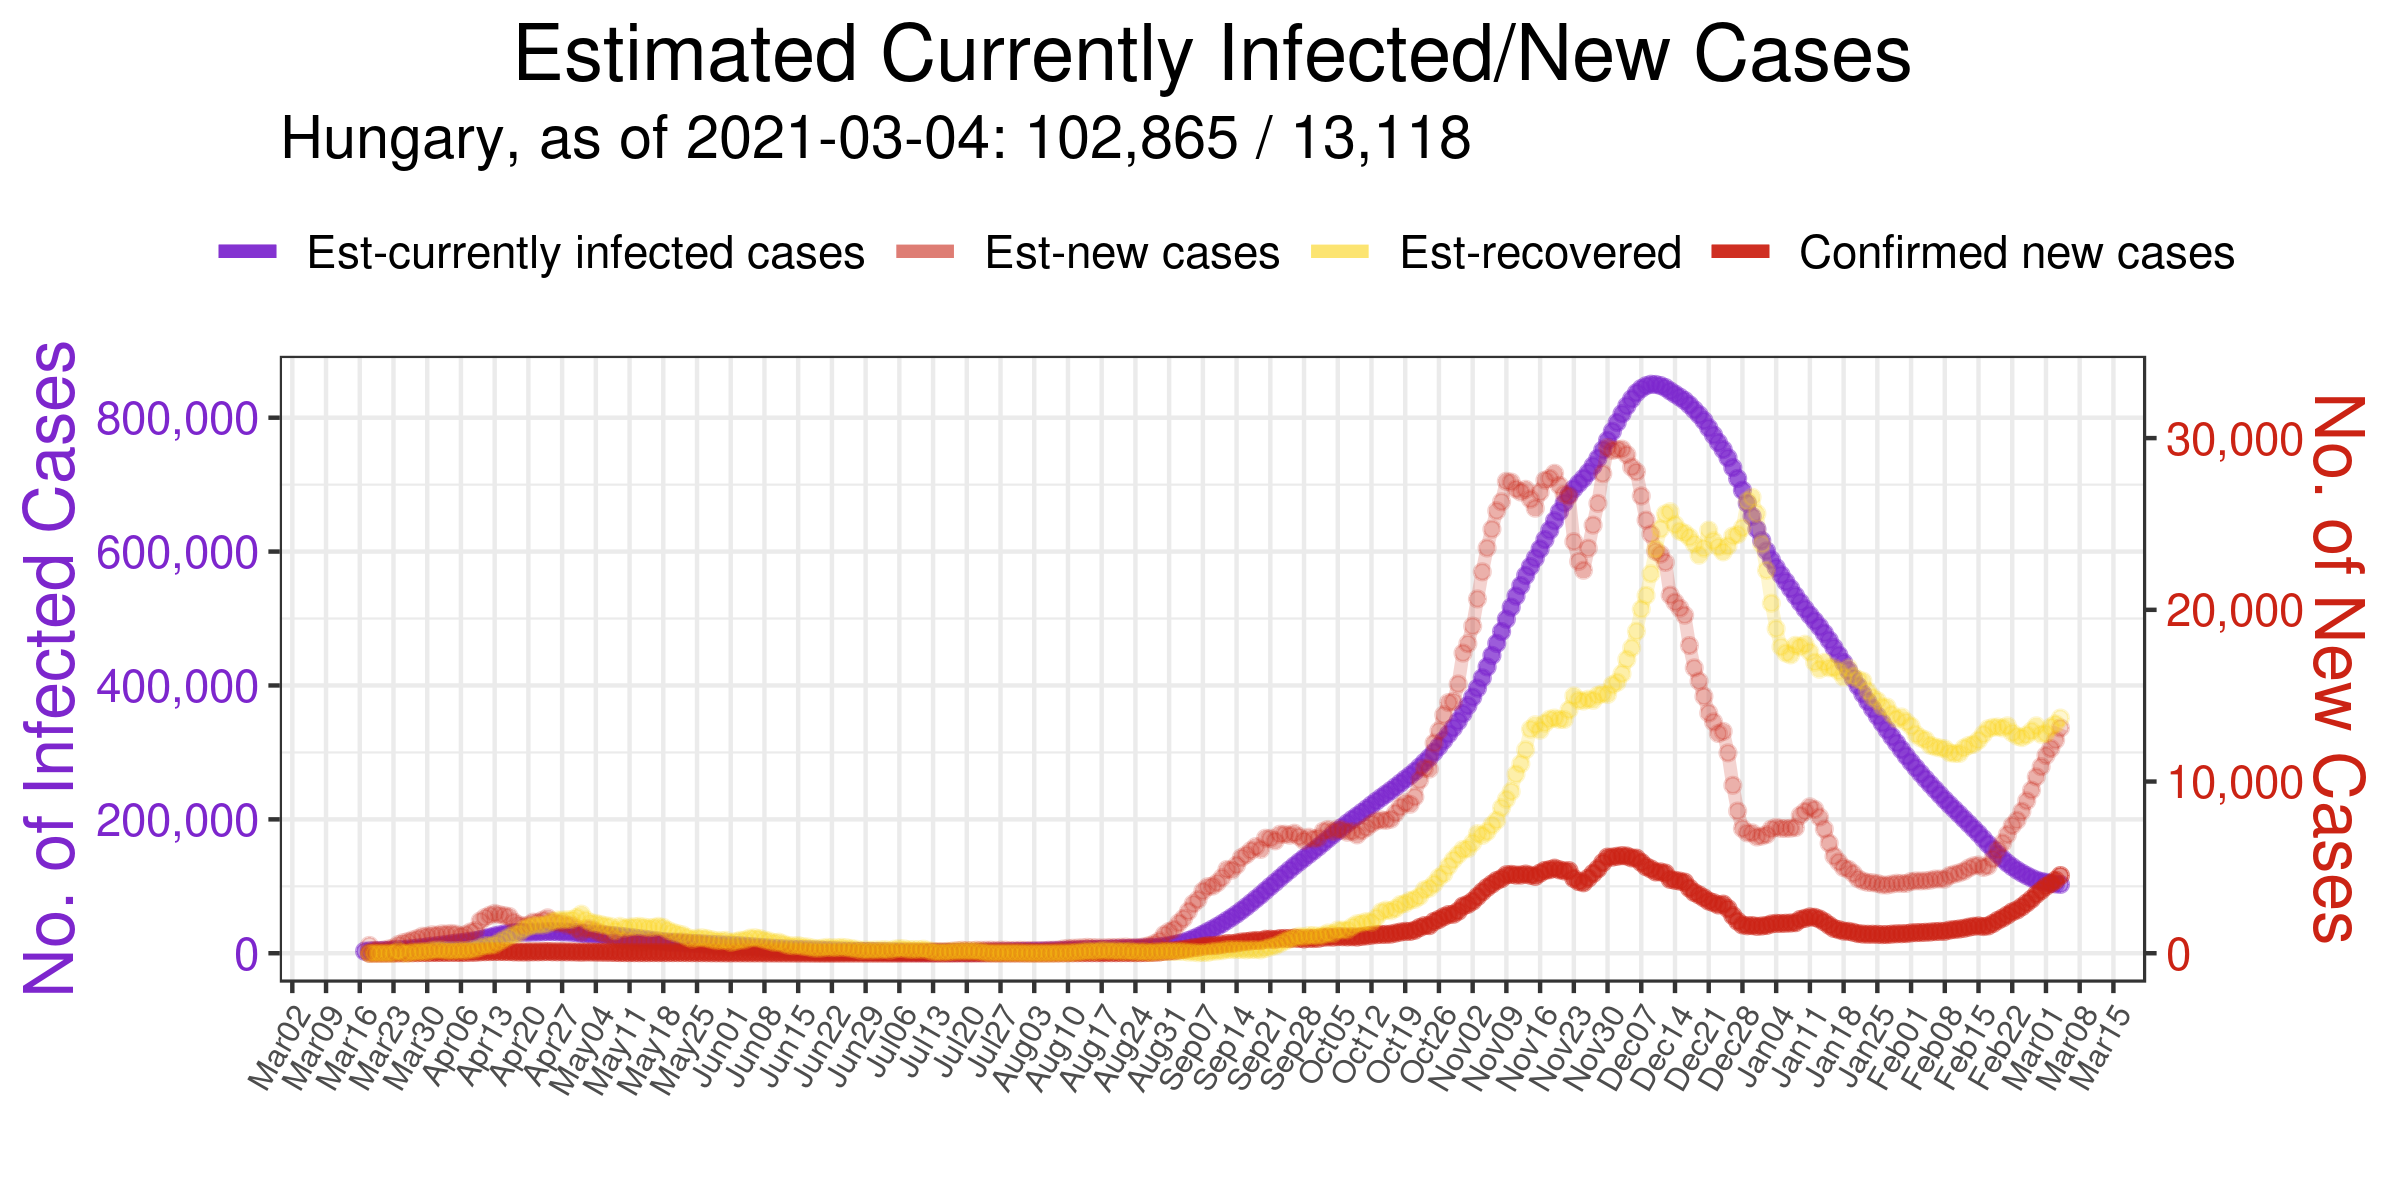 Estimated Currently Infected/New Cases
Hungary, as of 2021-03-04: 102,865 / 13,118
Est-currently infected cases Est-new cases Est-recovered Confirmed new cases
No. of Infected Cases
800,000
600,000
400,000
200,000
0
30,000
20,000
10,000
0
No. of New Cases
Mar02 Mar09 Mar16 Mar23 Mar30 Apr06 Apr13 Apr20 Apr27 May04 May11 May18 May25 Jun01 Jun08 Jun15 Jun22 Jun29 Jul06 Jul13 Jul20 Jul27 Aug03 Aug10 Aug17 Aug24 Aug31 Sep07 Sep14 Sep21 Sep28 Oct05 Oct12 Oct19 Oct26 Nov02 Nov09 Nov16 Nov23 Nov30 Dec07 Dec14 Dec21 Dec28 Jan04 Jan11 Jan18 Jan25 Feb01 Feb08 Feb15 Feb22 Mar01 Mar08 Mar15